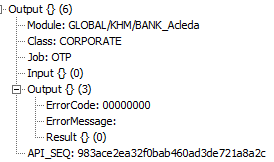 Output {} (6)
Module: GLOBAL/KHM/BANK_Acleda
Class: CORPORATE
Job: OTP
Input {} (0)
Output {} (3)
ErrorCode: 00000000
ErrorMessage:
Result {} (0)
API_SEQ: 983ace2ea32f0bab460ad3de721a8a2c